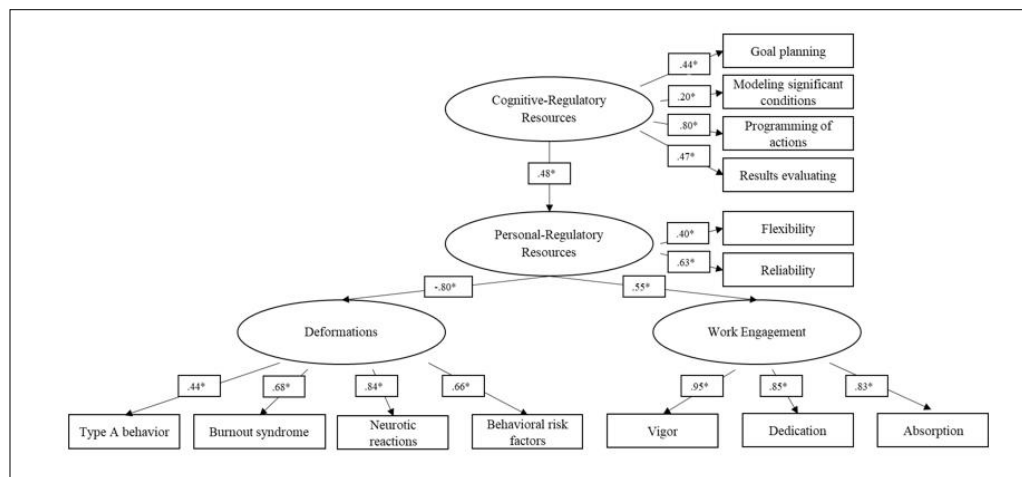 Goal planning
.44*
Modeling significant
conditions
.20*
Cognitive-Regulatory
Resources
.80*
Programming of
actions
.47*
Results evaluating
.48*
Flexibility
.40*
Personal-Regulatory
Resources
.63*
Reliability
-.80*
.55*
Deformations
Work Engagement
.44*
.68*
.84*
.66*
.95*
.85*
.83*
Type A behavior
Burnout syndrome
Neurotic
reactions
Behavioral risk
factors
Vigor
Dedication
Absorption